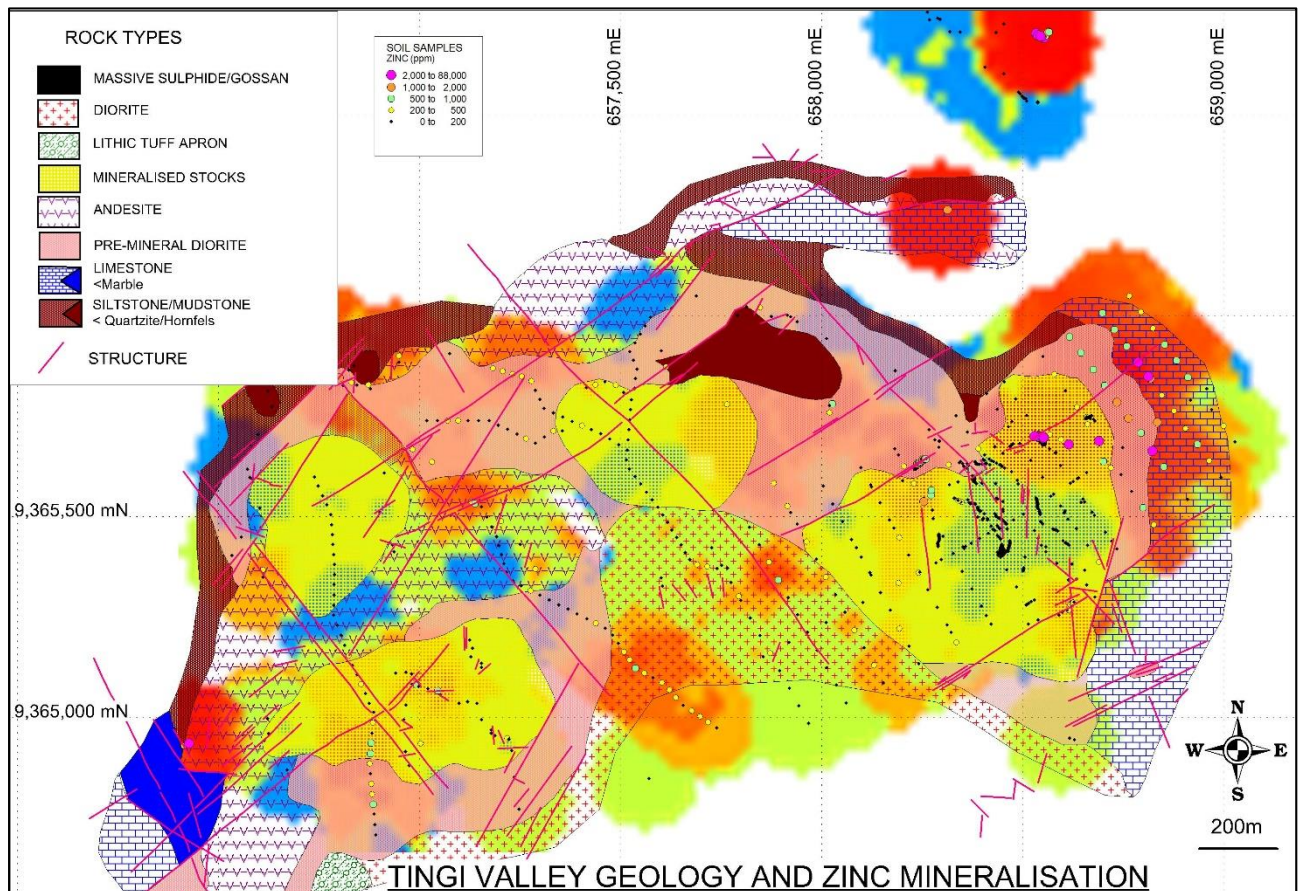 ROCK TYPES
MASSIVE SULPHIDE/GOSSAN
DIORITE
LITHIC TUFF APRON
MINERALISED STOCKS
ANDESITE
PRE-MINERAL DIORITE
LIMESTONE
<Marble
SILTSTONE/MUDSTONE
< Quartzite/Hornfels
STRUCTURE
SOIL SAMPLES
ZINC (ppm)
2,000 to 88,000
1,000 to 2,000
500 to 1,000
200 to 500
0 to 200
657,500 mE
658,000 mE
659,000 mE
9,365,500 mN
9,365,000 mN
N
W E
S
200m
TINGI VALLEY GEOLOGY AND ZINC MINERALISATION